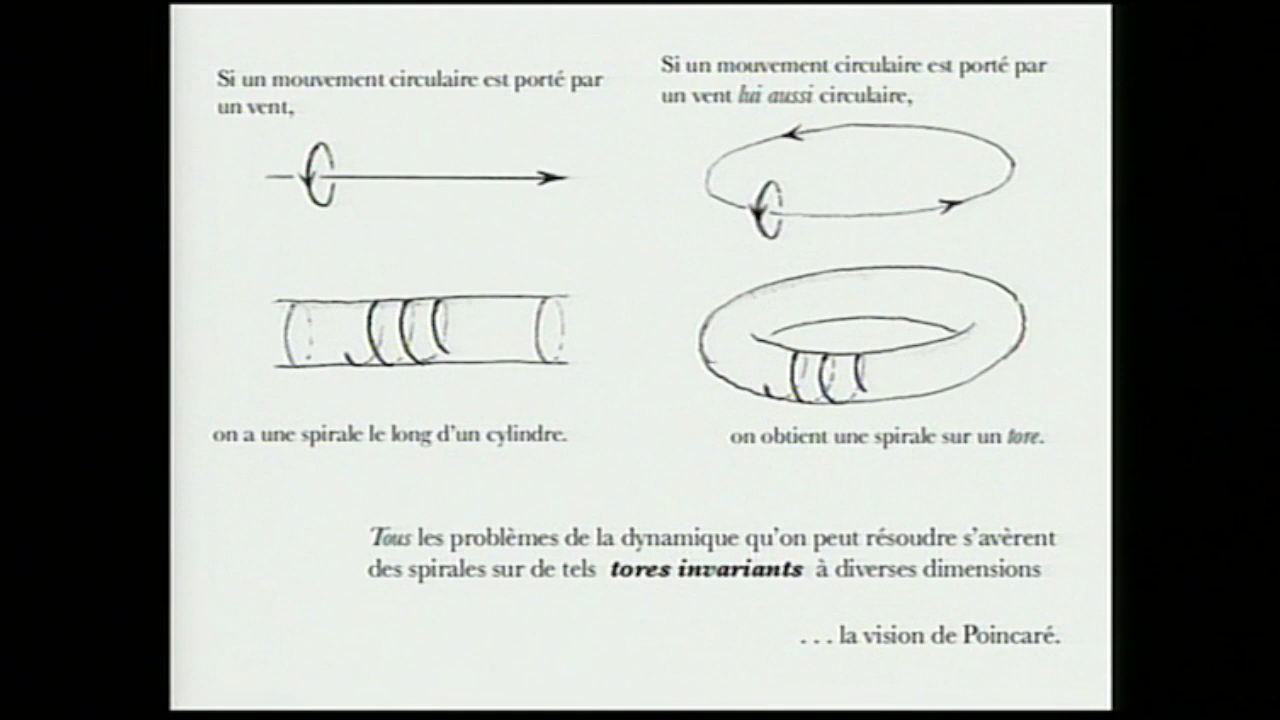 Si un mouvement circulaire est porté par
un vent,
on a une spirale le long d'un cylindre.
Si un mouvement circulaire est porté par
un vent lui aussi circulaire,
on obtient une spirale sur un tore.
Tous les problèmes de la dynamique qu'on peut résoudre s'avèrent
des spirales sur de tels tores invariants à diverses dimensions
. . . la vision de Poincaré.